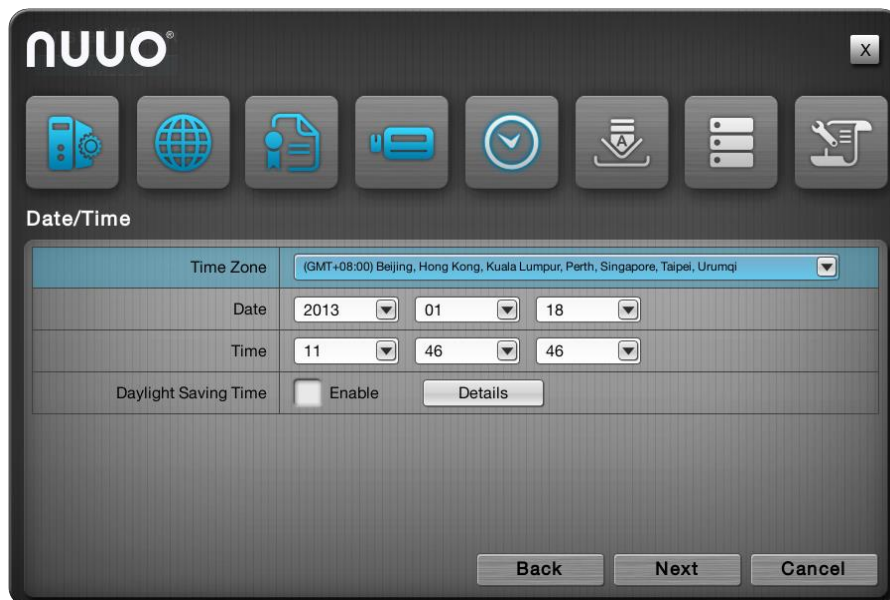 nuuo®
X
A
Date/Time
Time Zone (GMT+08:00) Beijing, Hong Kong, Kuala Lumpur, Perth, Singapore, Taipei, Urumqi
Date 2013 01 18
Time 11 46 46
Daylight Saving Time Enable Details
Back Next Cancel